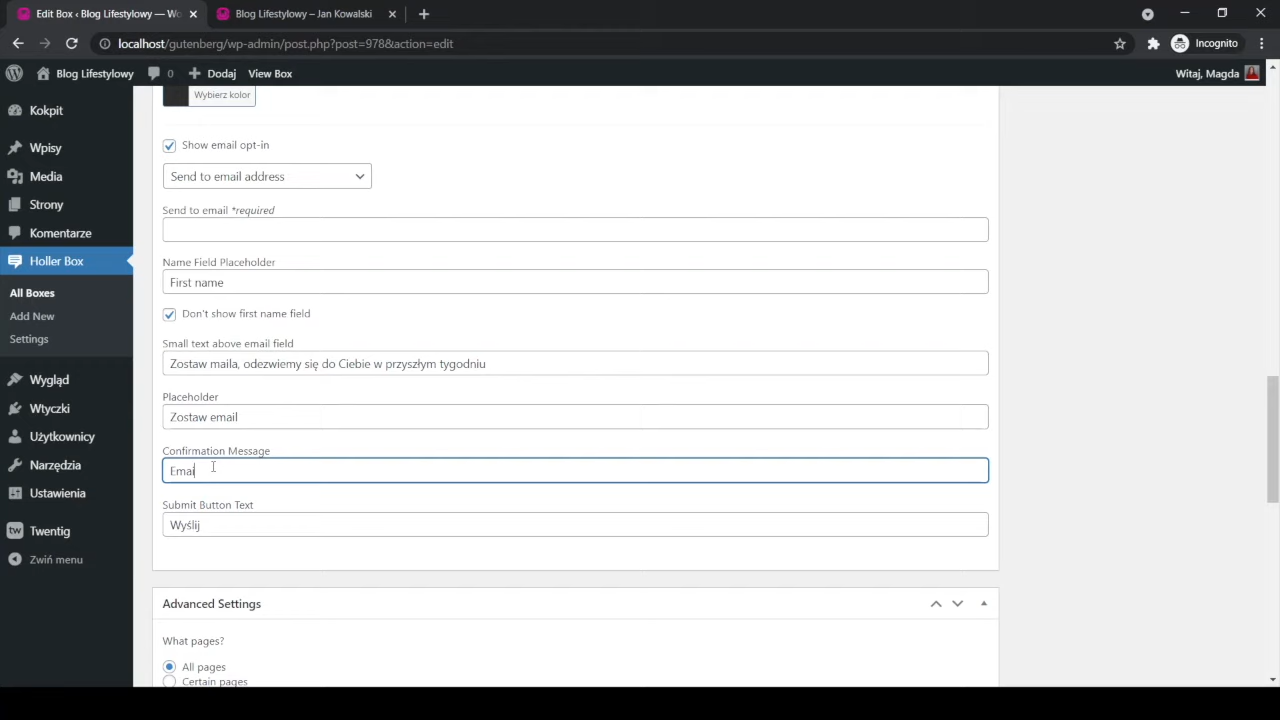 Edit Box ‹ Blog Lifestylowy — Wo
Blog Lifestylowy – Jan Kowalski
localhost/gutenberg/wp-admin/post.php?post=978&action=edit
Incognito
Blog Lifestylowy
0
Dodaj
View Box
Witaj, Magda
Kokpit
Wpisy
Media
Strony
Komentarze
Holler Box
All Boxes
Add New
Settings
Wygląd
Wtyczki
Użytkownicy
Narzędzia
Ustawienia
tw Twentig
Zwiń menu
Wybierz kolor
Show email opt-in
Send to email address
Send to email *required
Name Field Placeholder
First name
Don't show first name field
Small text above email field
Zostaw maila, odezwiemy się do Ciebie w przyszłym tygodniu
Placeholder
Zostaw email
Confirmation Message
Emai
Submit Button Text
Wyślij
Advanced Settings
What pages?
All pages
Certain pages